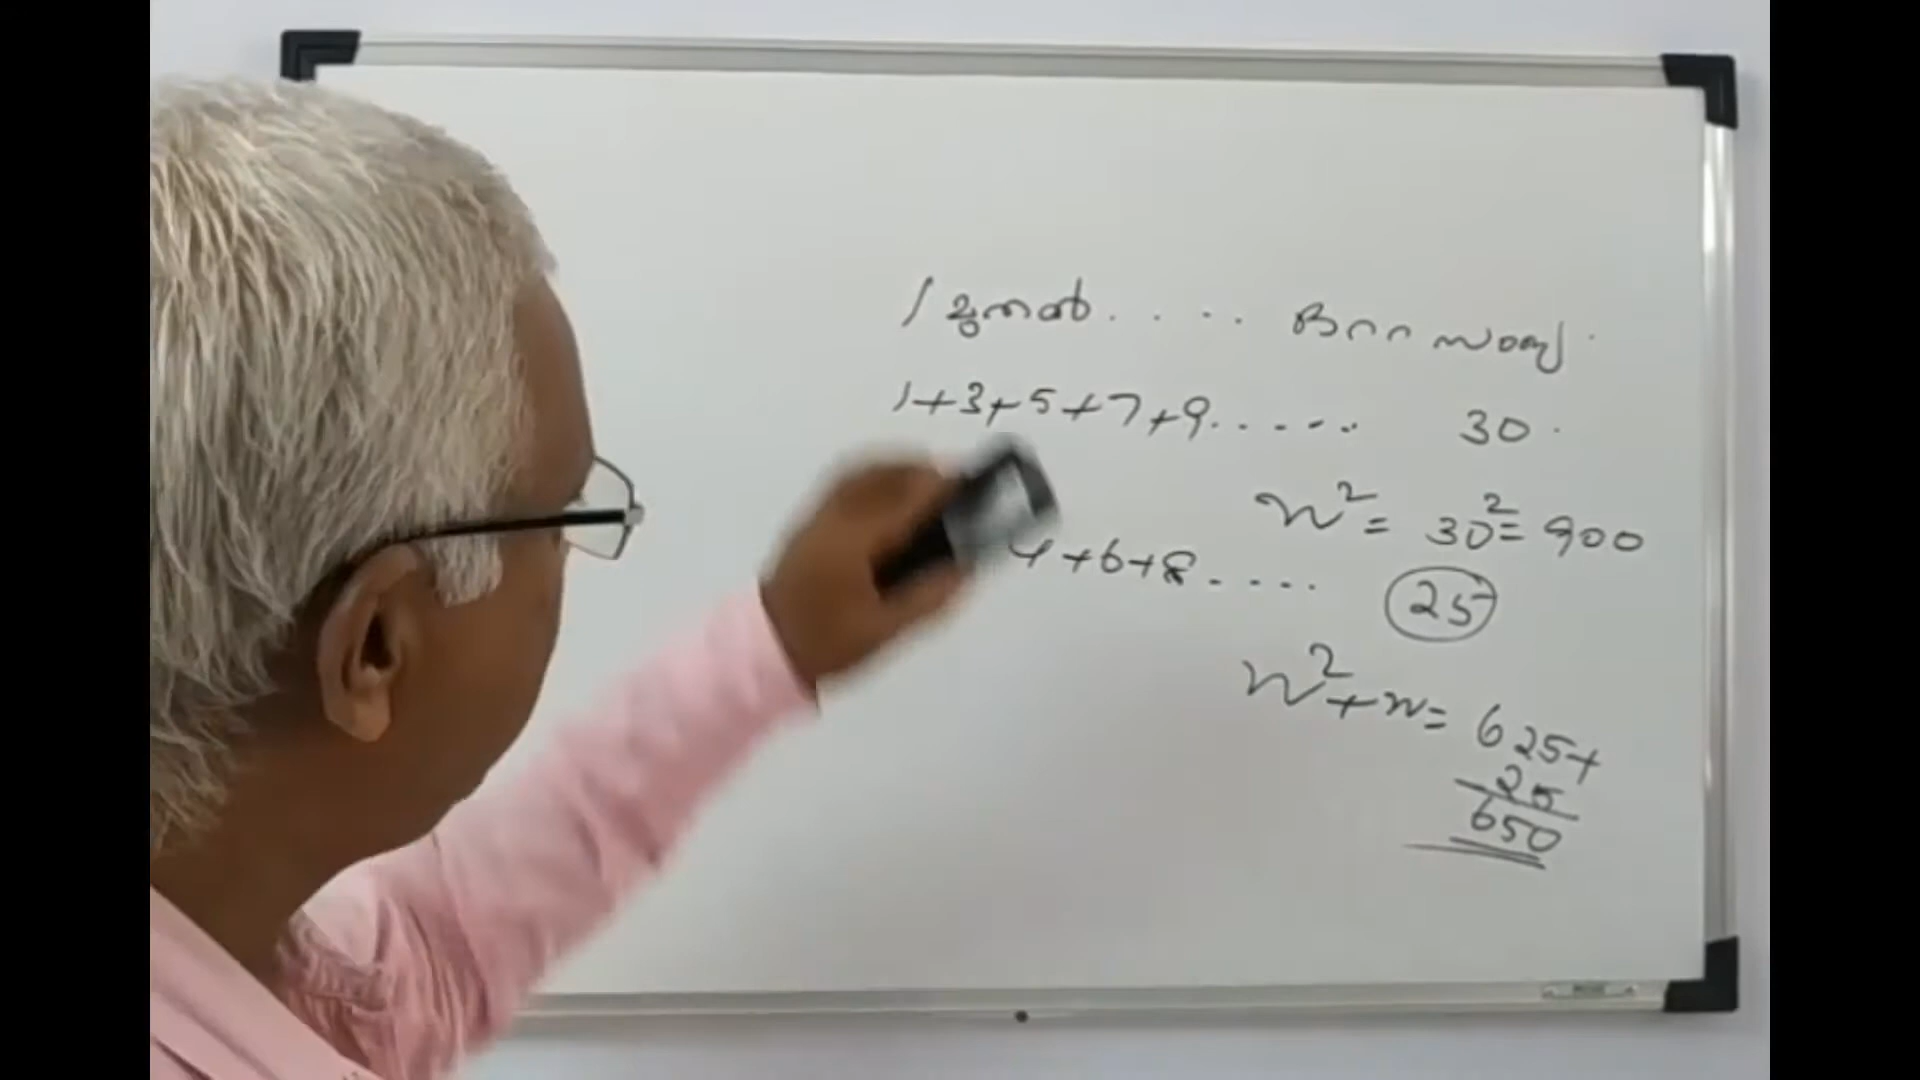 1 മുതൽ. . . . . ഒറ്റ സംഖ്യ.
1+3+5+7+9...... 30.
n²= 30²= 900
4+6+8..... 25
n²+n= 625+
25
650